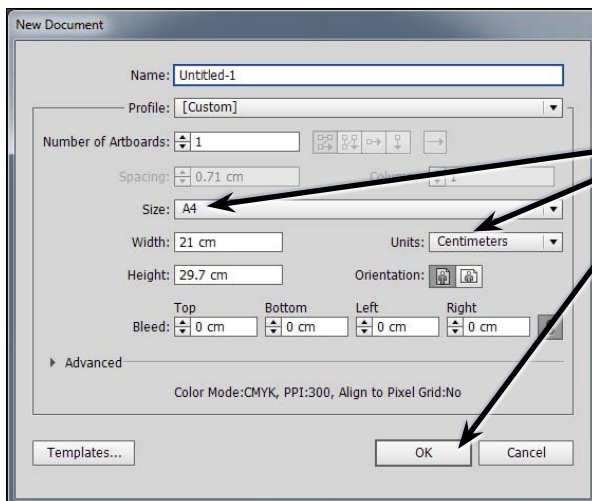 New Document
Name: Untitled-1
Profile: [Custom]
Number of Artboards: 1
Spacing: 0.71 cm
Size: A4
Width: 21 cm Units: Centimeters
Height: 29.7 cm Orientation:
Top Bottom Left Right
Bleed: 0 cm 0 cm 0 cm 0 cm
Advanced
Color Mode:CMYK, PPI:300, Align to Pixel Grid:No
Templates... OK Cancel